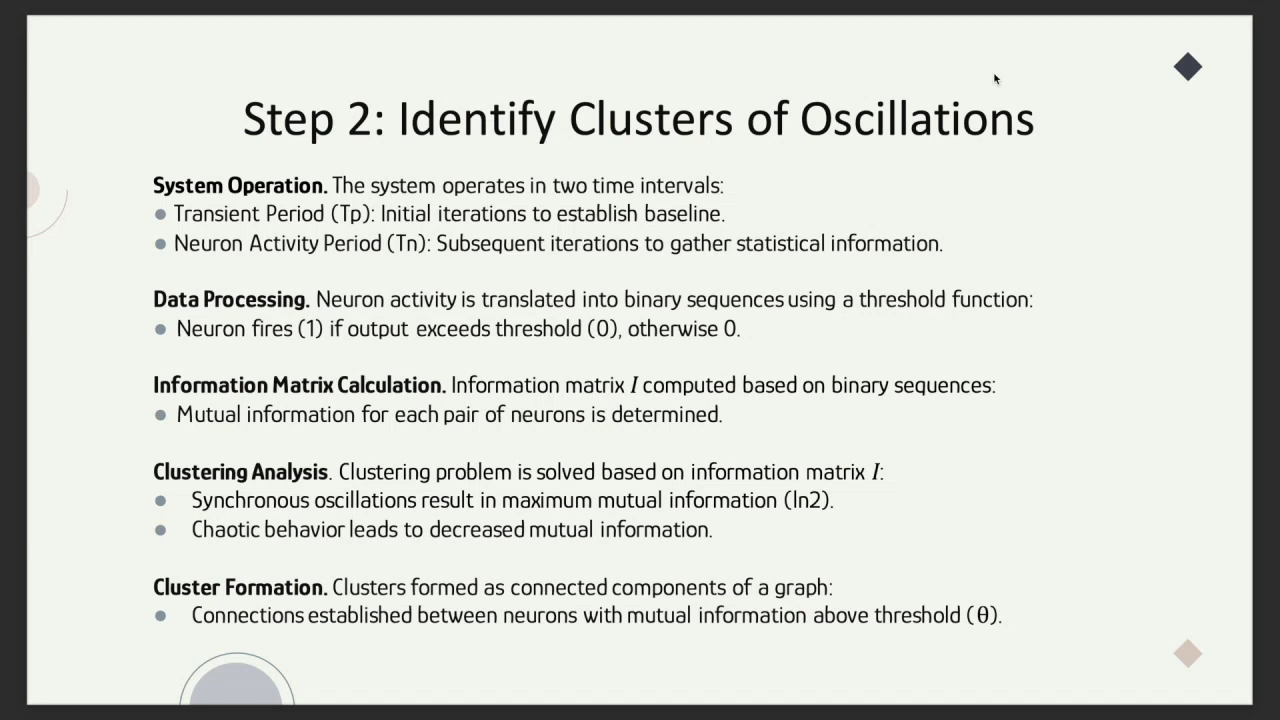 Step 2: Identify Clusters of Oscillations
System Operation. The system operates in two time intervals:
● Transient Period (Tp): Initial iterations to establish baseline.
● Neuron Activity Period (Tn): Subsequent iterations to gather statistical information.
Data Processing. Neuron activity is translated into binary sequences using a threshold function:
● Neuron fires (1) if output exceeds threshold (0), otherwise 0.
Information Matrix Calculation. Information matrix I computed based on binary sequences:
● Mutual information for each pair of neurons is determined.
Clustering Analysis. Clustering problem is solved based on information matrix I:
● Synchronous oscillations result in maximum mutual information (ln2).
● Chaotic behavior leads to decreased mutual information.
Cluster Formation. Clusters formed as connected components of a graph:
● Connections established between neurons with mutual information above threshold (θ).